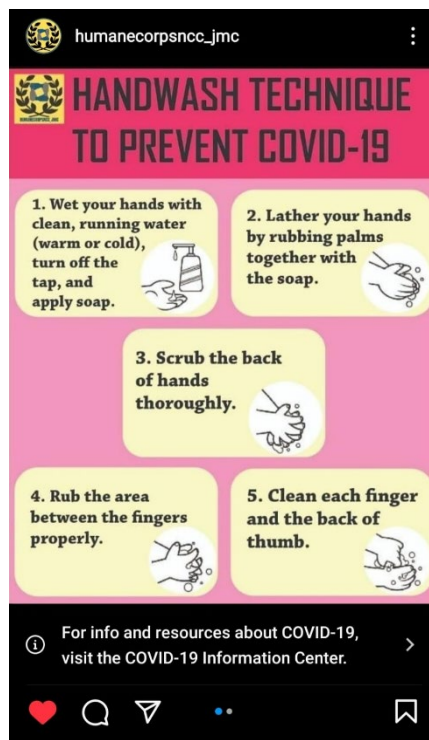 humanecorpsncc_jmc
HANDWASH TECHNIQUE
TO PREVENT COVID-19
1. Wet your hands with
clean, running water
(warm or cold),
turn off the
tap, and
apply soap.
2. Lather your hands
by rubbing palms
together with
the soap.
3. Scrub the back
of hands
thoroughly.
4. Rub the area
between the fingers
properly.
5. Clean each finger
and the back of
thumb.
For info and resources about COVID-19,
visit the COVID-19 Information Center.